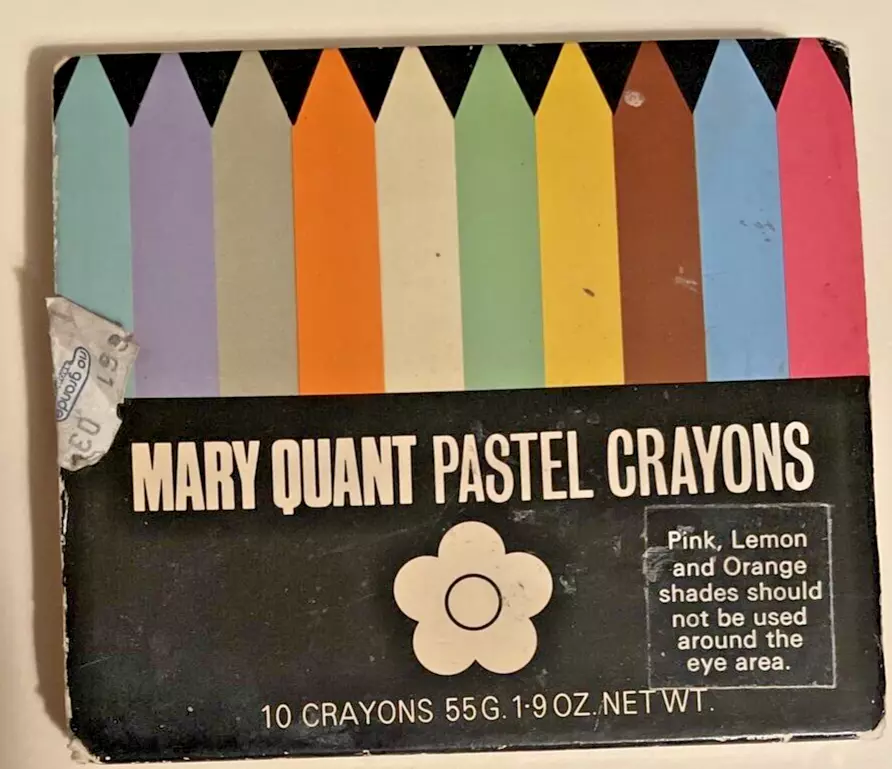 MARY QUANT PASTEL CRAYONS
Pink, Lemon
and Orange
shades should
not be used
around the
eye area.
10 CRAYONS 55G. 1·9 OZ. NET WT.